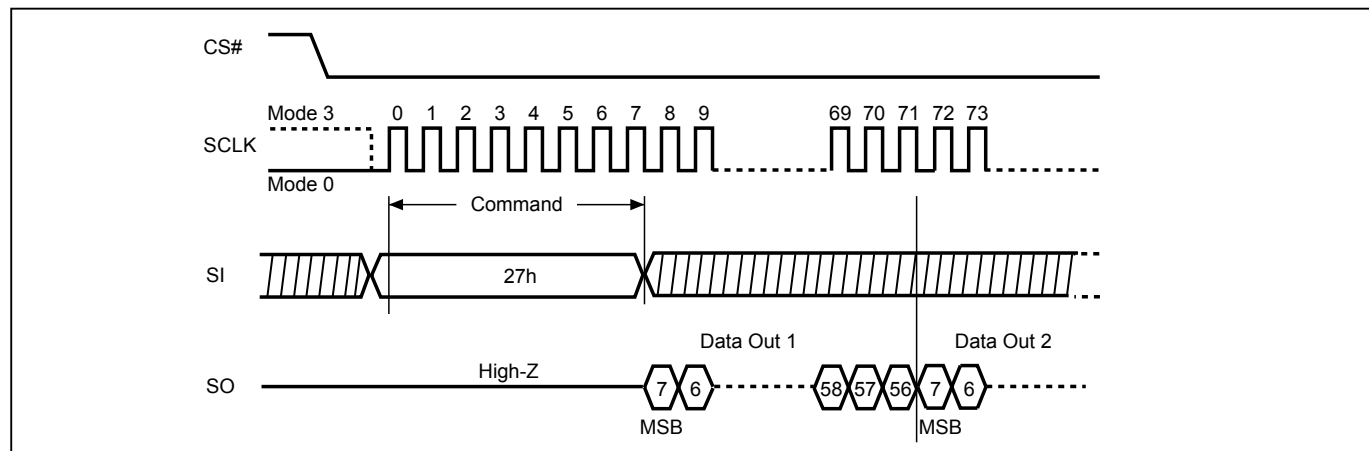 CS#
Mode 3 0 1 2 3 4 5 6 7 8 9 69 70 71 72 73
SCLK
Mode 0
Command
SI 27h
Data Out 1 Data Out 2
High-Z
SO 7 6 58 57 56 7 6
MSB MSB